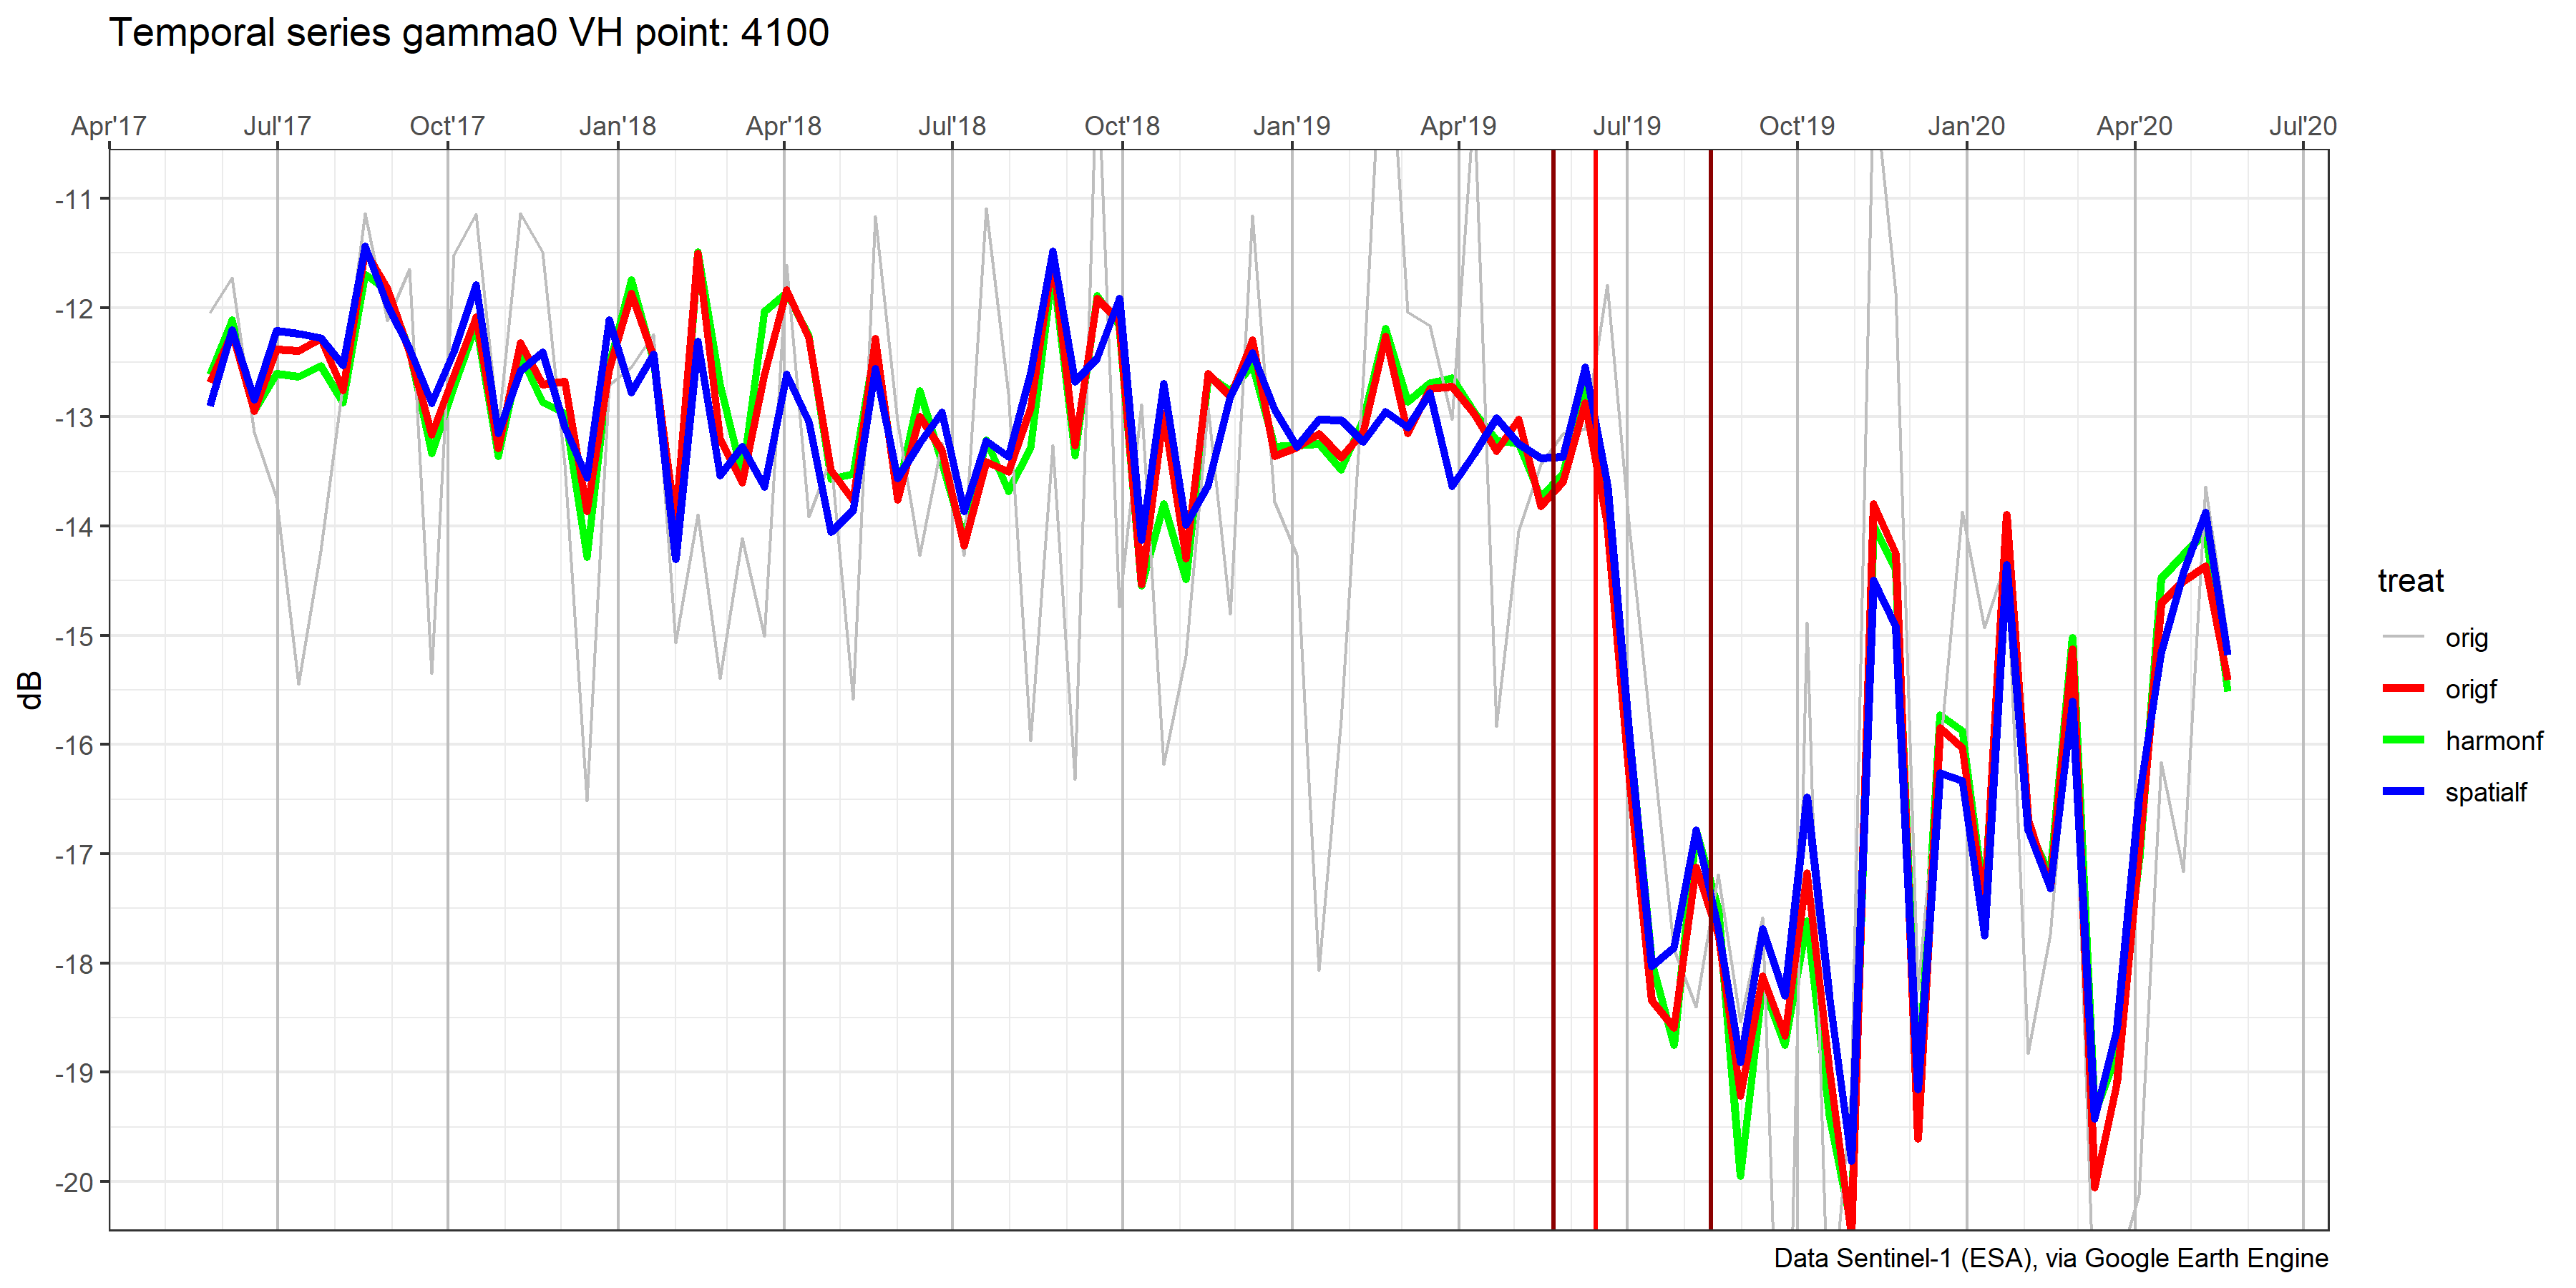 Temporal series gamma0 VH point: 4100
Apr'17 Jul'17 Oct'17 Jan'18 Apr'18 Jul'18 Oct'18 Jan'19 Apr'19 Jul'19 Oct'19 Jan'20 Apr'20 Jul'20
-11
-12
-13
-14
-15
-16
-17
-18
-19
-20
dB
treat
orig
origf
harmonf
spatialf
Data Sentinel-1 (ESA), via Google Earth Engine